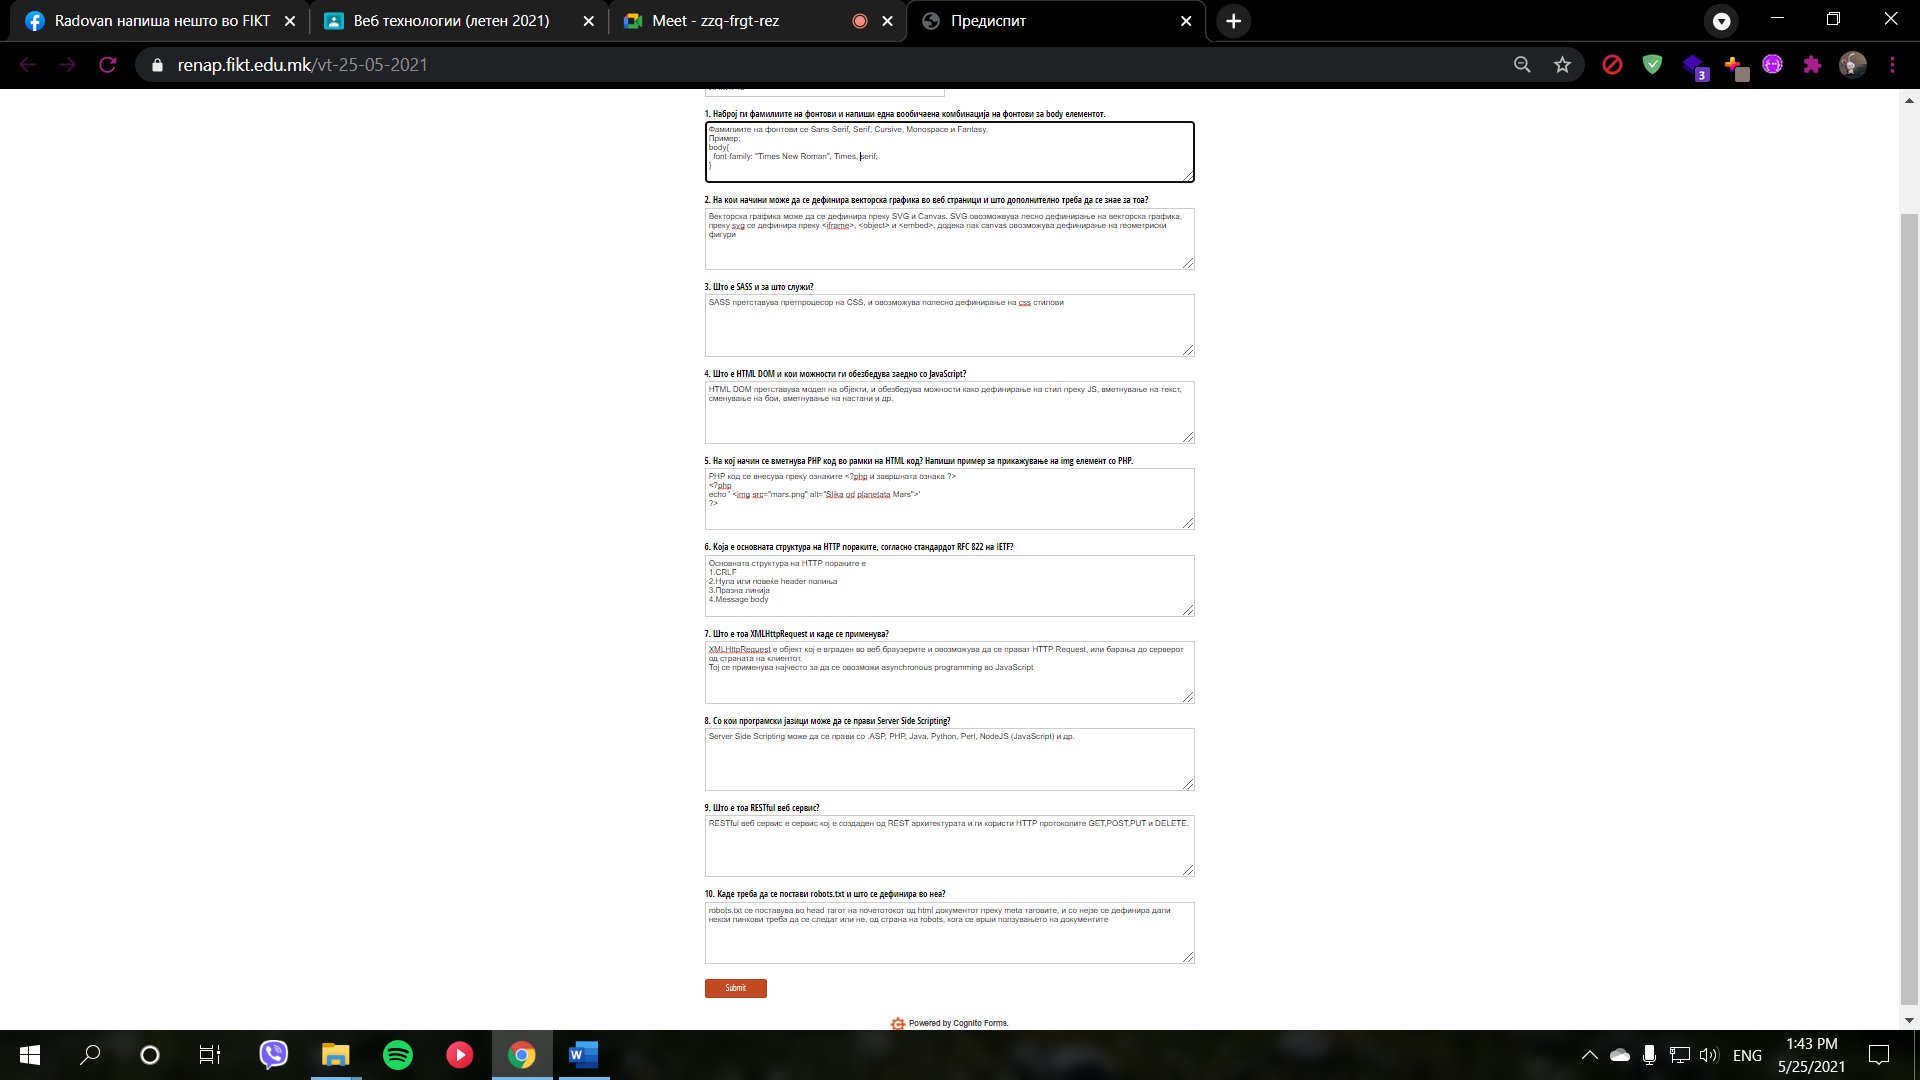 Radovan напиша нешто во FIKT
Веб технологии (летен 2021)
Meet - zzq-frgt-rez
Предиспит
renap.fikt.edu.mk/vt-25-05-2021
3
1. Наброј ги фамилиите на фонтови и напиши една вообичаена комбинација на фонтови за body елементот.
Фамилиите на фонтови се Sans-Serif, Serif, Cursive, Monospace и Fantasy.
Пример:
body{
font-family: "Times New Roman", Times, serif;
}
2. На кои начини може да се дефинира векторска графика во веб страници и што дополнително треба да се знае за тоа?
Векторска графика може да се дефинира преку SVG и Canvas. SVG овозможвува лесно дефинирање на векторска графика,
преку svg се дефинира преку <iframe>, <object> и <embed>, додека пак canvas овозможува дефинирање на геометриски
фигури
3. Што е SASS и за што служи?
SASS претставува претпроцесор на CSS, и овозможува полесно дефинирање на css стилови
4. Што е HTML DOM и кои можности ги обезбедува заедно со JavaScript?
HTML DOM претставува модел на објекти, и обезбедува можности како дефинирање на стил преку JS, вметнување на текст,
сменување на бои, вметнување на настани и др.
5. На кој начин се вметнува PHP код во рамки на HTML код? Напиши пример за прикажување на img елемент со PHP.
PHP код се внесува преку ознаките <?php и завршната ознака ?>
<?php
echo ' <img src="mars.png" alt="Slika od planetata Mars">'
?>
6. Која е основната структура на HTTP пораките, согласно стандардот RFC 822 на IETF?
Основната структура на HTTP пораките е
1.CRLF
2.Нула или повеќе header полиња
3.Празна линија
4.Message body
7. Што е тоа XMLHttpRequest и каде се применува?
XMLHttpRequest е објект кој е вграден во веб браузерите и овозможува да се прават HTTP Request, или барања до серверот
од страната на клиентот.
Тој се применува најчесто за да се овозможи asynchronous programming во JavaScript
8. Со кои програмски јазици може да се прави Server Side Scripting?
Server Side Scripting може да се прави со .ASP, PHP, Java, Python, Perl, NodeJS (JavaScript) и др.
9. Што е тоа RESTful веб сервис?
RESTful веб сервис е сервис кој е создаден од REST архитектурата и ги користи HTTP протоколите GET,POST,PUT и DELETE.
10. Каде треба да се постави robots.txt и што се дефинира во неа?
robots.txt се поставува во head тагот на почетотокот од html документот преку meta таговите, и со нејзе се дефинира дали
некои линкови треба да се следат или не, од страна на robots, кога се врши ползувањето на документите
Submit
Powered by Cognito Forms.
ENG
1:43 PM
5/25/2021